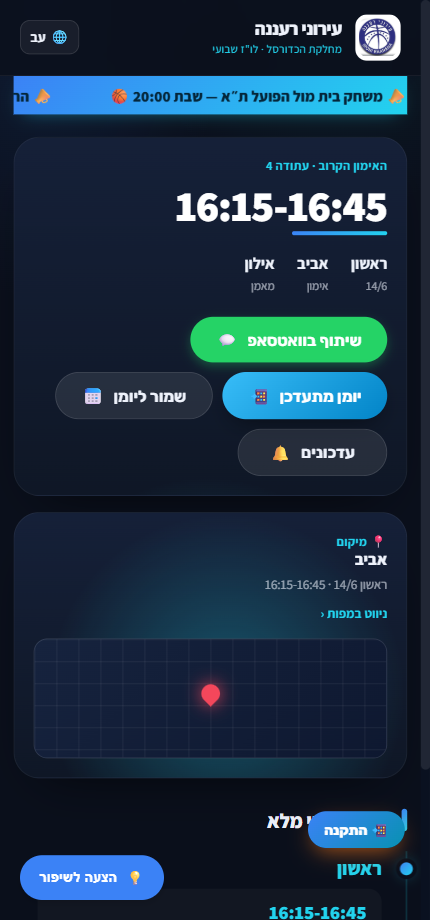 עירוני רעננה
מחלקת הכדורסל · לו"ז שבועי
עב
משחק בית מול הפועל ת״א — שבת 20:00
האימון הקרוב · עתודה 4
16:15-16:45
ראשון אביב אילון
14/6 אימון מאמן
שיתוף בוואטסאפ
יומן מתעדכן
שמור ליומן
עדכונים
מיקום
אביב
ראשון 14/6 · 16:15-16:45
ניווט במפות ›
מלא
התקנה
ראשון
הצעה לשיפור
16:15-16:45